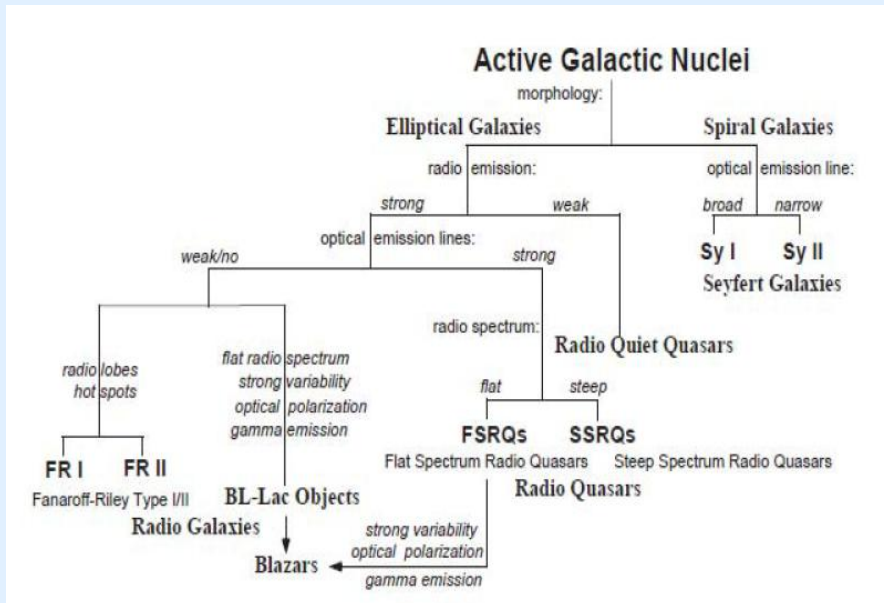 Active Galactic Nuclei
morphology:
Elliptical Galaxies
Spiral Galaxies
radio emission:
optical emission line:
strong
weak
broad
narrow
optical emission lines:
Sy I
Sy II
Seyfert Galaxies
weak/no
strong
radio spectrum:
Radio Quiet Quasars
radio lobes
hot spots
flat radio spectrum
strong variability
optical polarization
gamma emission
flat
steep
FSRQs
SSRQs
Flat Spectrum Radio Quasars
Steep Spectrum Radio Quasars
Radio Quasars
FR I
FR II
Fanaroff-Riley Type I/II
Radio Galaxies
BL-Lac Objects
strong variability
optical polarization
gamma emission
Blazars